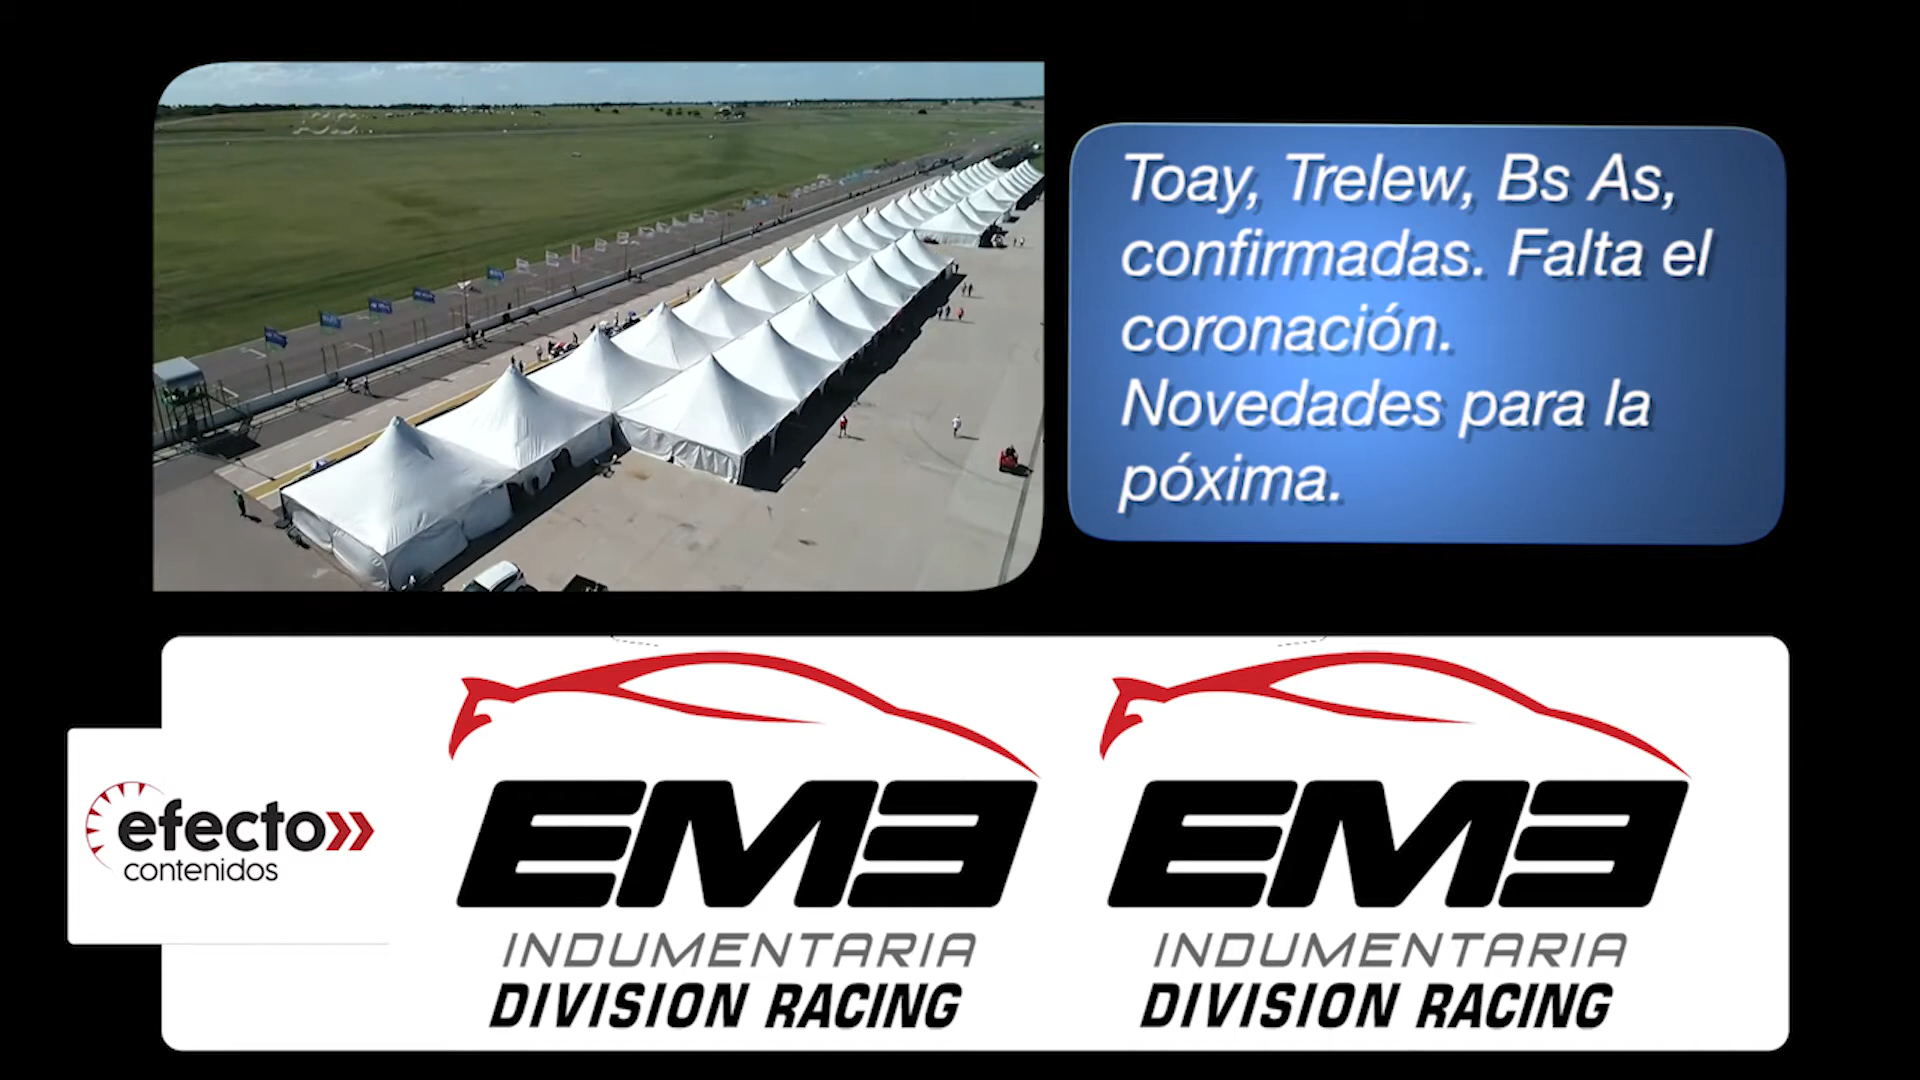 Toay, Trelew, Bs As,
confirmadas. Falta el
coronación.
Novedades para la
póxima.
efecto
contenidos
EM3
INDUMENTARIA
DIVISION RACING
EM3
INDUMENTARIA
DIVISION RACING